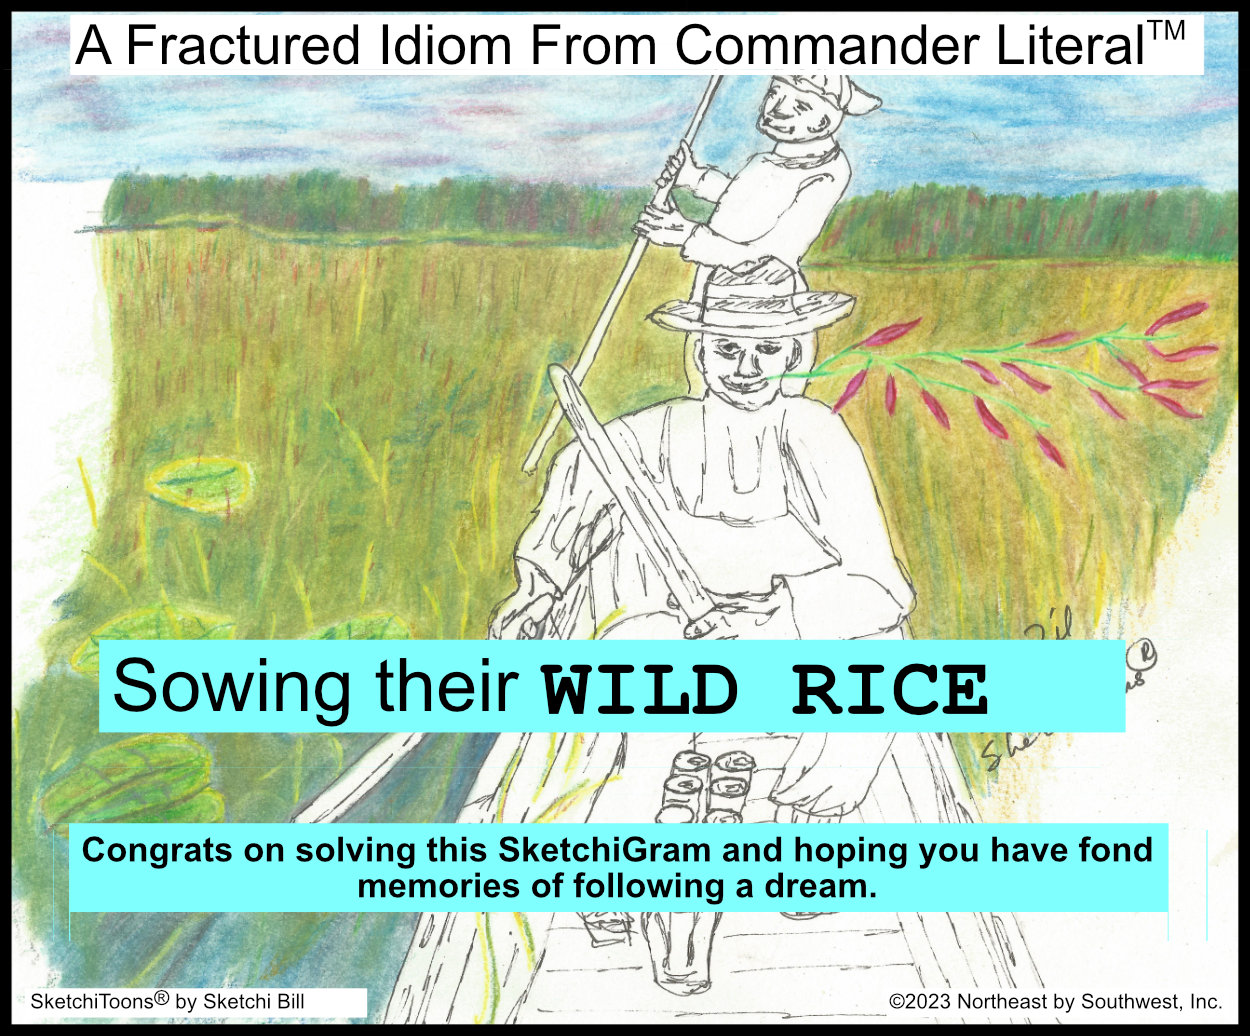 A Fractured Idiom From Commander Literal™
Sowing their WILD RICE
Congrats on solving this SketchiGram and hoping you have fond
memories of following a dream.
SketchiToons® by Sketchi Bill
©2023 Northeast by Southwest, Inc.